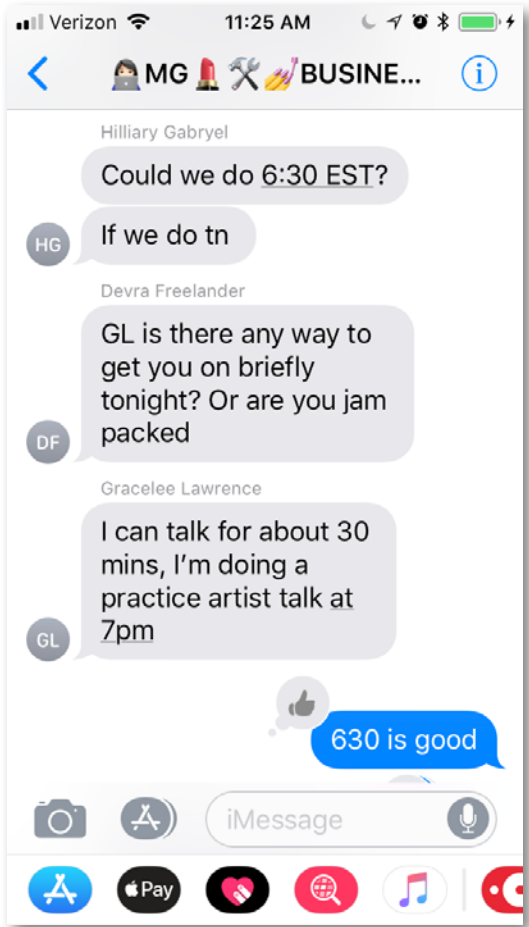 Verizon 11:25 AM
👩🏻‍💻MG💄🛠💅BUSINE...
Hilliary Gabryel
Could we do 6:30 EST?
If we do tn
HG
Devra Freelander
GL is there any way to
get you on briefly
tonight? Or are you jam
packed
DF
Gracelee Lawrence
I can talk for about 30
mins, I’m doing a
practice artist talk at
7pm
GL
630 is good
iMessage
Pay